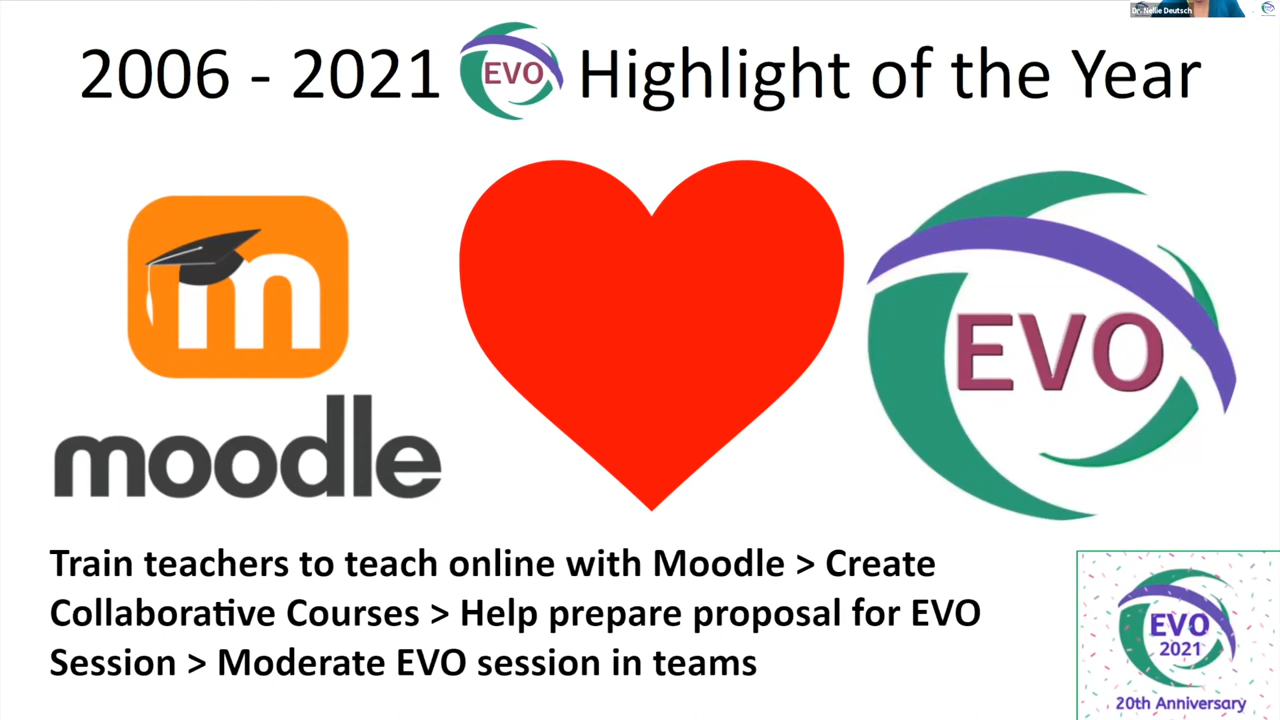 Dr. Nellie Deutsch
2006 - 2021 EVO Highlight of the Year
m
moodle
EVO
Train teachers to teach online with Moodle > Create
Collaborative Courses > Help prepare proposal for EVO
Session > Moderate EVO session in teams
EVO
2021
20th Anniversary